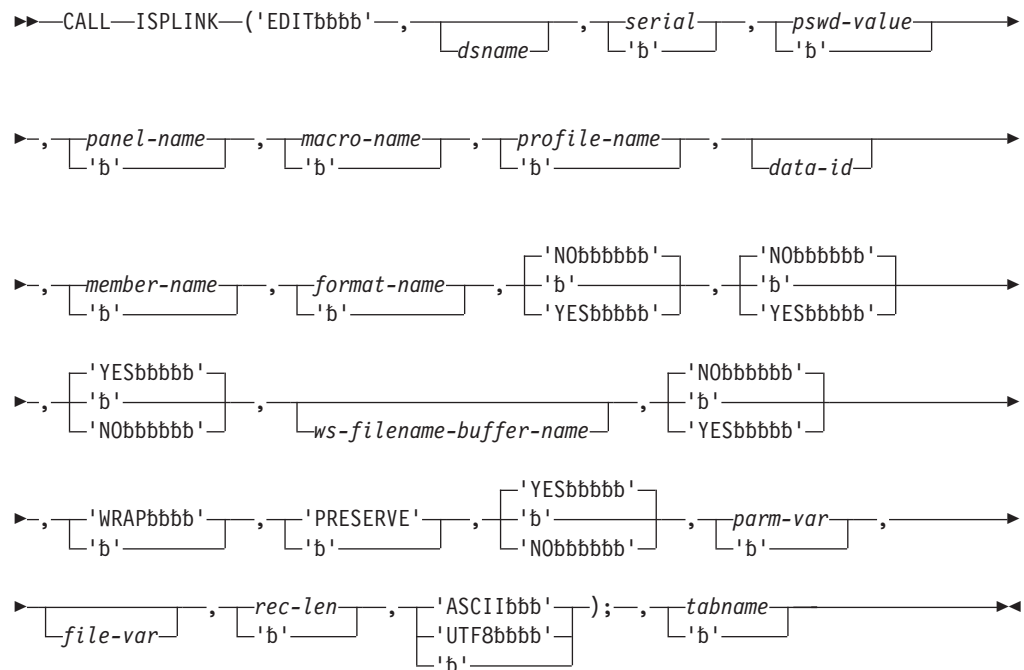 ►►─CALL─ISPLINK─('EDITƀƀƀƀ'─,─dsname─,─serial─,─pswd-value─►
'ƀ' 'ƀ'
►─,─panel-name─,─macro-name─,─profile-name─,─data-id─►
'ƀ' 'ƀ' 'ƀ'
'NOƀƀƀƀƀƀ' 'NOƀƀƀƀƀƀ'
►─,─member-name─,─format-name─,─'ƀ'─,─'ƀ'─►
'ƀ' 'ƀ' 'YESƀƀƀƀƀ' 'YESƀƀƀƀƀ'
'YESƀƀƀƀƀ' 'NOƀƀƀƀƀƀ'
►─,─'ƀ'─,─ws-filename-buffer-name─,─'ƀ'─►
'NOƀƀƀƀƀƀ' 'YESƀƀƀƀƀ'
'YESƀƀƀƀƀ'
►─,─'WRAPƀƀƀƀ'─,─'PRESERVE'─,─'ƀ'─,─parm-var─,─►
'ƀ' 'ƀ' 'NOƀƀƀƀƀƀ' 'ƀ'
►─file-var─,─rec-len─,─'ASCIIƀƀƀ'─);─,─tabname─►◄
'ƀ' 'UTF8ƀƀƀƀ' 'ƀ'
'ƀ'